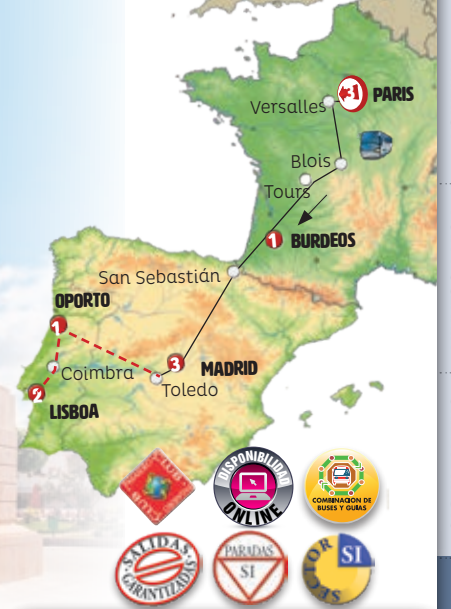 3 PARIS
Versalles
Blois
Tours
1 BURDEOS
San Sebastián
OPORTO
1
3 MADRID
Coimbra
Toledo
2
LISBOA
DISPONIBILIDAD
ONLINE
COMBINACION DE
BUSES Y GUÍAS
SALIDAS
GARANTIZADAS
PARADAS
SI
SECTOR SI